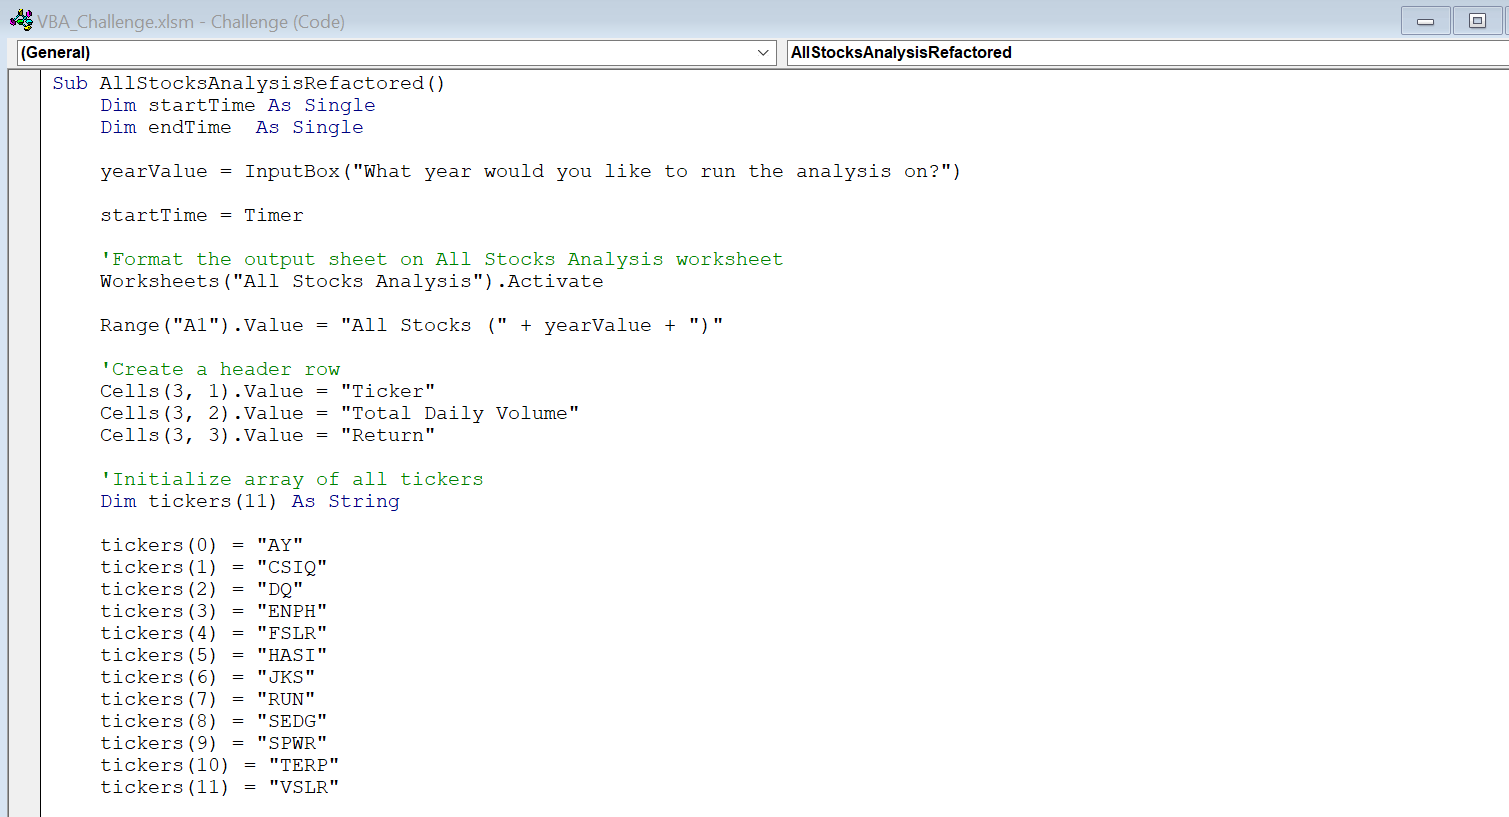 VBA_Challenge.xlsm - Challenge (Code)
(General) AllStocksAnalysisRefactored
Sub AllStocksAnalysisRefactored()
    Dim startTime As Single
    Dim endTime  As Single

    yearValue = InputBox("What year would you like to run the analysis on?")

    startTime = Timer

    'Format the output sheet on All Stocks Analysis worksheet
    Worksheets("All Stocks Analysis").Activate

    Range("A1").Value = "All Stocks (" + yearValue + ")"

    'Create a header row
    Cells(3, 1).Value = "Ticker"
    Cells(3, 2).Value = "Total Daily Volume"
    Cells(3, 3).Value = "Return"

    'Initialize array of all tickers
    Dim tickers(11) As String

    tickers(0) = "AY"
    tickers(1) = "CSIQ"
    tickers(2) = "DQ"
    tickers(3) = "ENPH"
    tickers(4) = "FSLR"
    tickers(5) = "HASI"
    tickers(6) = "JKS"
    tickers(7) = "RUN"
    tickers(8) = "SEDG"
    tickers(9) = "SPWR"
    tickers(10) = "TERP"
    tickers(11) = "VSLR"